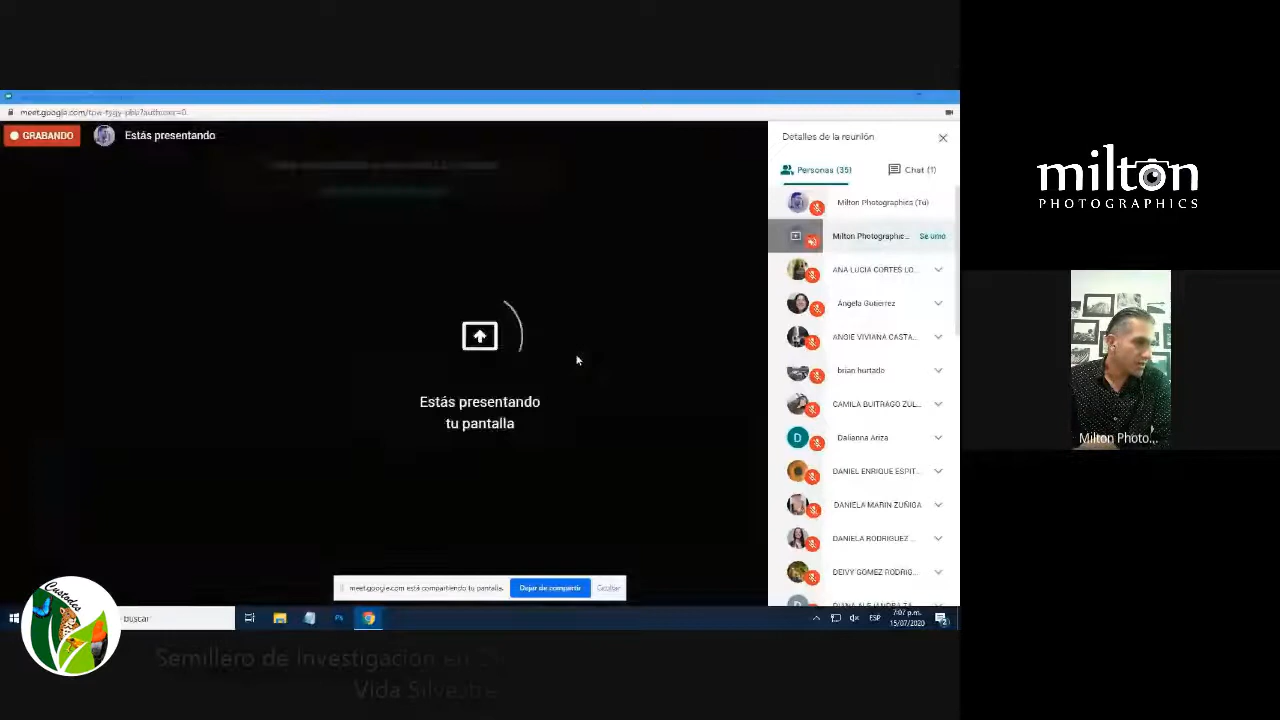 GRABANDO
Estás presentando
Detalles de la reunión
Personas (35)
Chat (1)
Milton Photographics (Tú)
Milton Photographic... Se unió
ANA LUCIA CORTES LO...
Angela Gutierrez
ANGIE VIVIANA CASTA...
brian hurtado
CAMILA BUITRAGO ZUL...
D
Dalianna Ariza
DANIEL ENRIQUE ESPIT...
DANIELA MARIN ZUÑIGA
DANIELA RODRIGUEZ ...
DEIVY GOMEZ RODRIG...
Estás presentando
tu pantalla
meet.google.com está compartiendo tu pantalla.
Dejar de compartir
Ocultar
buscar
ESP
7:07 p.m.
15/07/2020
Custodes
Semillero de Investigación en
Vida Silvestre
milton
PHOTOGRAPHICS
Milton Photo...